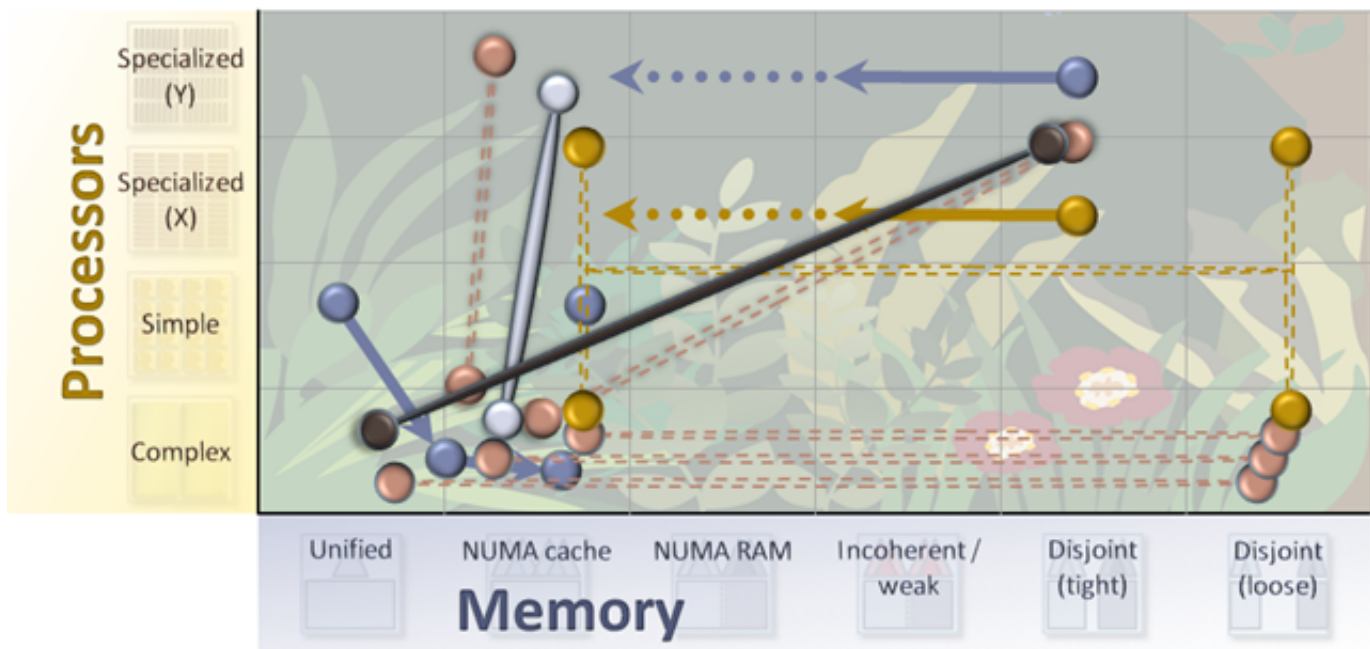 Processors
Specialized
(Y)
Specialized
(X)
Simple
Complex
Unified
NUMA cache
NUMA RAM
Incoherent /
weak
Disjoint
(tight)
Disjoint
(loose)
Memory